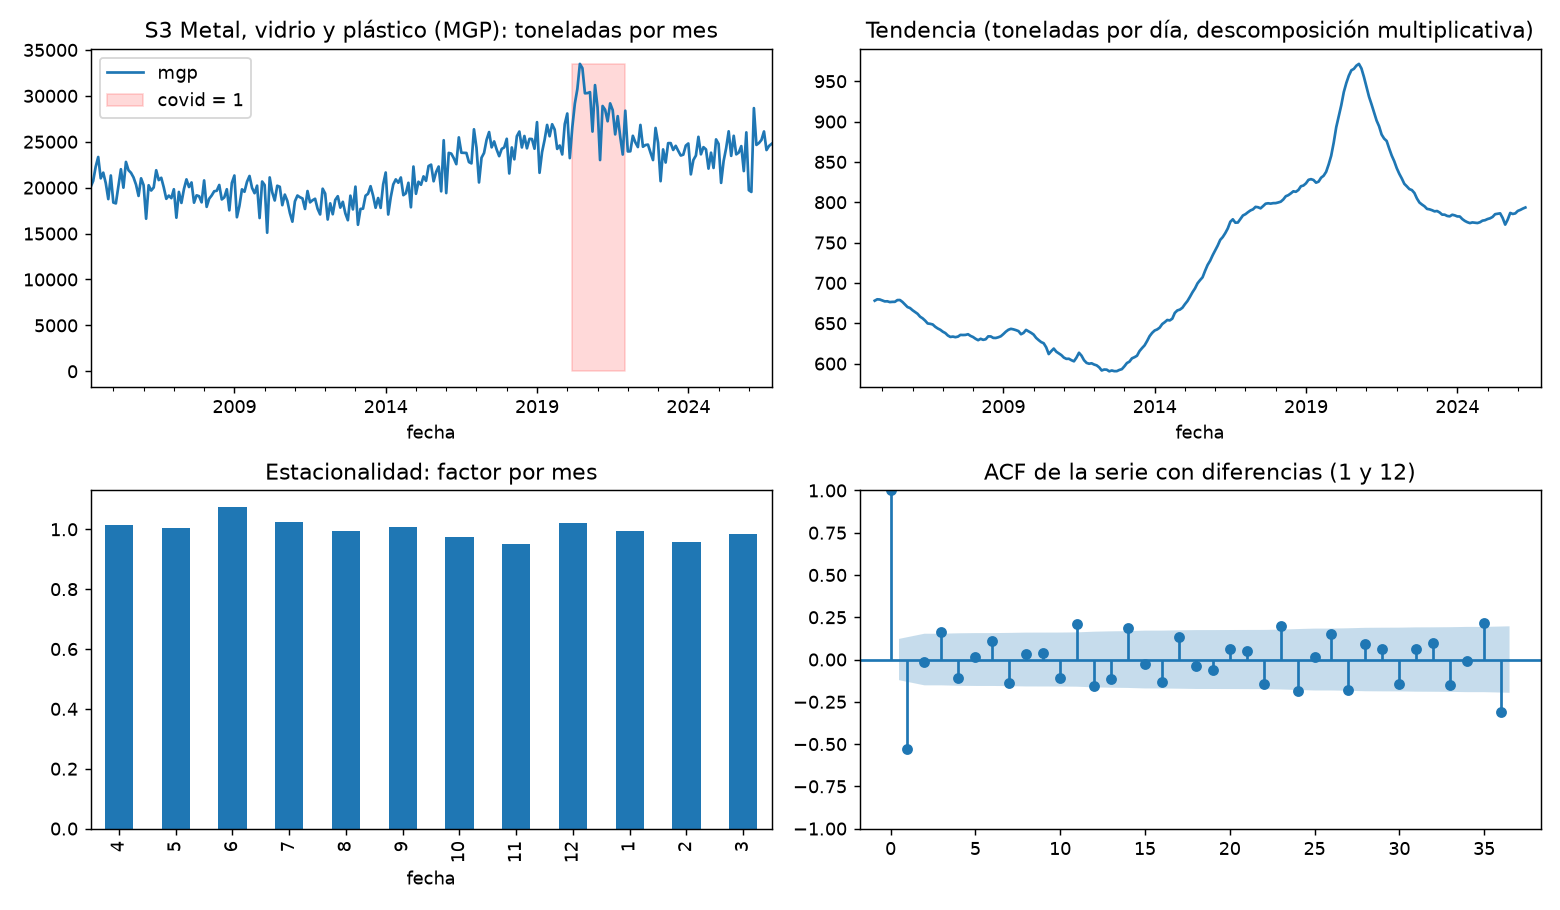 S3 Metal, vidrio y plástico (MGP): toneladas por mes
35000
30000
25000
20000
15000
10000
5000
0
mgp
covid = 1
2009 2014 2019 2024
fecha
Tendencia (toneladas por día, descomposición multiplicativa)
950
900
850
800
750
700
650
600
2009 2014 2019 2024
fecha
Estacionalidad: factor por mes
1.0
0.8
0.6
0.4
0.2
0.0
4 5 6 7 8 9 10 11 12 1 2 3
fecha
ACF de la serie con diferencias (1 y 12)
1.00
0.75
0.50
0.25
0.00
−0.25
−0.50
−0.75
−1.00
0 5 10 15 20 25 30 35